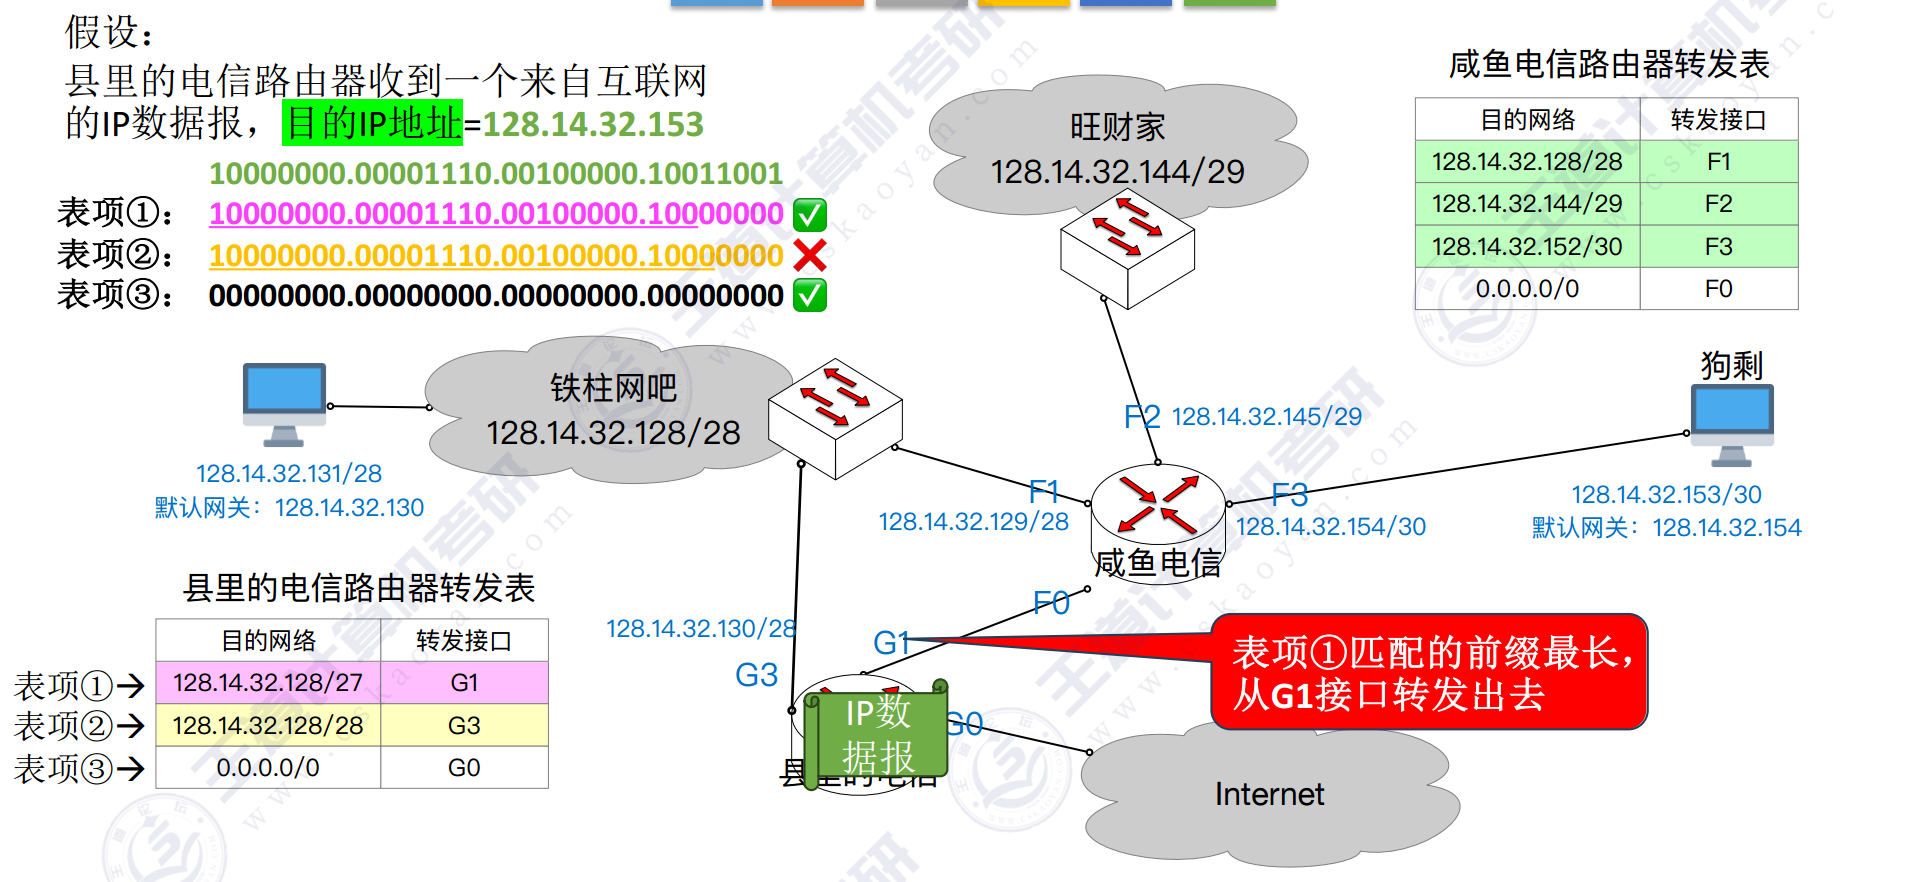 假设：
县里的电信路由器收到一个来自互联网
的IP数据报，目的IP地址=128.14.32.153
10000000.00001110.00100000.10011001
表项①： 10000000.00001110.00100000.10000000
表项②： 10000000.00001110.00100000.10000000
表项③： 00000000.00000000.00000000.00000000
旺财家
128.14.32.144/29
咸鱼电信路由器转发表
目的网络 转发接口
128.14.32.128/28 F1
128.14.32.144/29 F2
128.14.32.152/30 F3
0.0.0.0/0 F0
铁柱网吧
128.14.32.128/28
128.14.32.131/28
默认网关：128.14.32.130
F2 128.14.32.145/29
狗剩
F1
128.14.32.129/28
F3
128.14.32.154/30
128.14.32.153/30
默认网关：128.14.32.154
咸鱼电信
县里的电信路由器转发表
目的网络 转发接口
表项①→ 128.14.32.128/27 G1
表项②→ 128.14.32.128/28 G3
表项③→ 0.0.0.0/0 G0
F0
128.14.32.130/28
G1
G3
G0
IP数
据报
县里的电信
表项①匹配的前缀最长，
从G1接口转发出去
Internet
王道计算机考研
www.cskaoyan.com